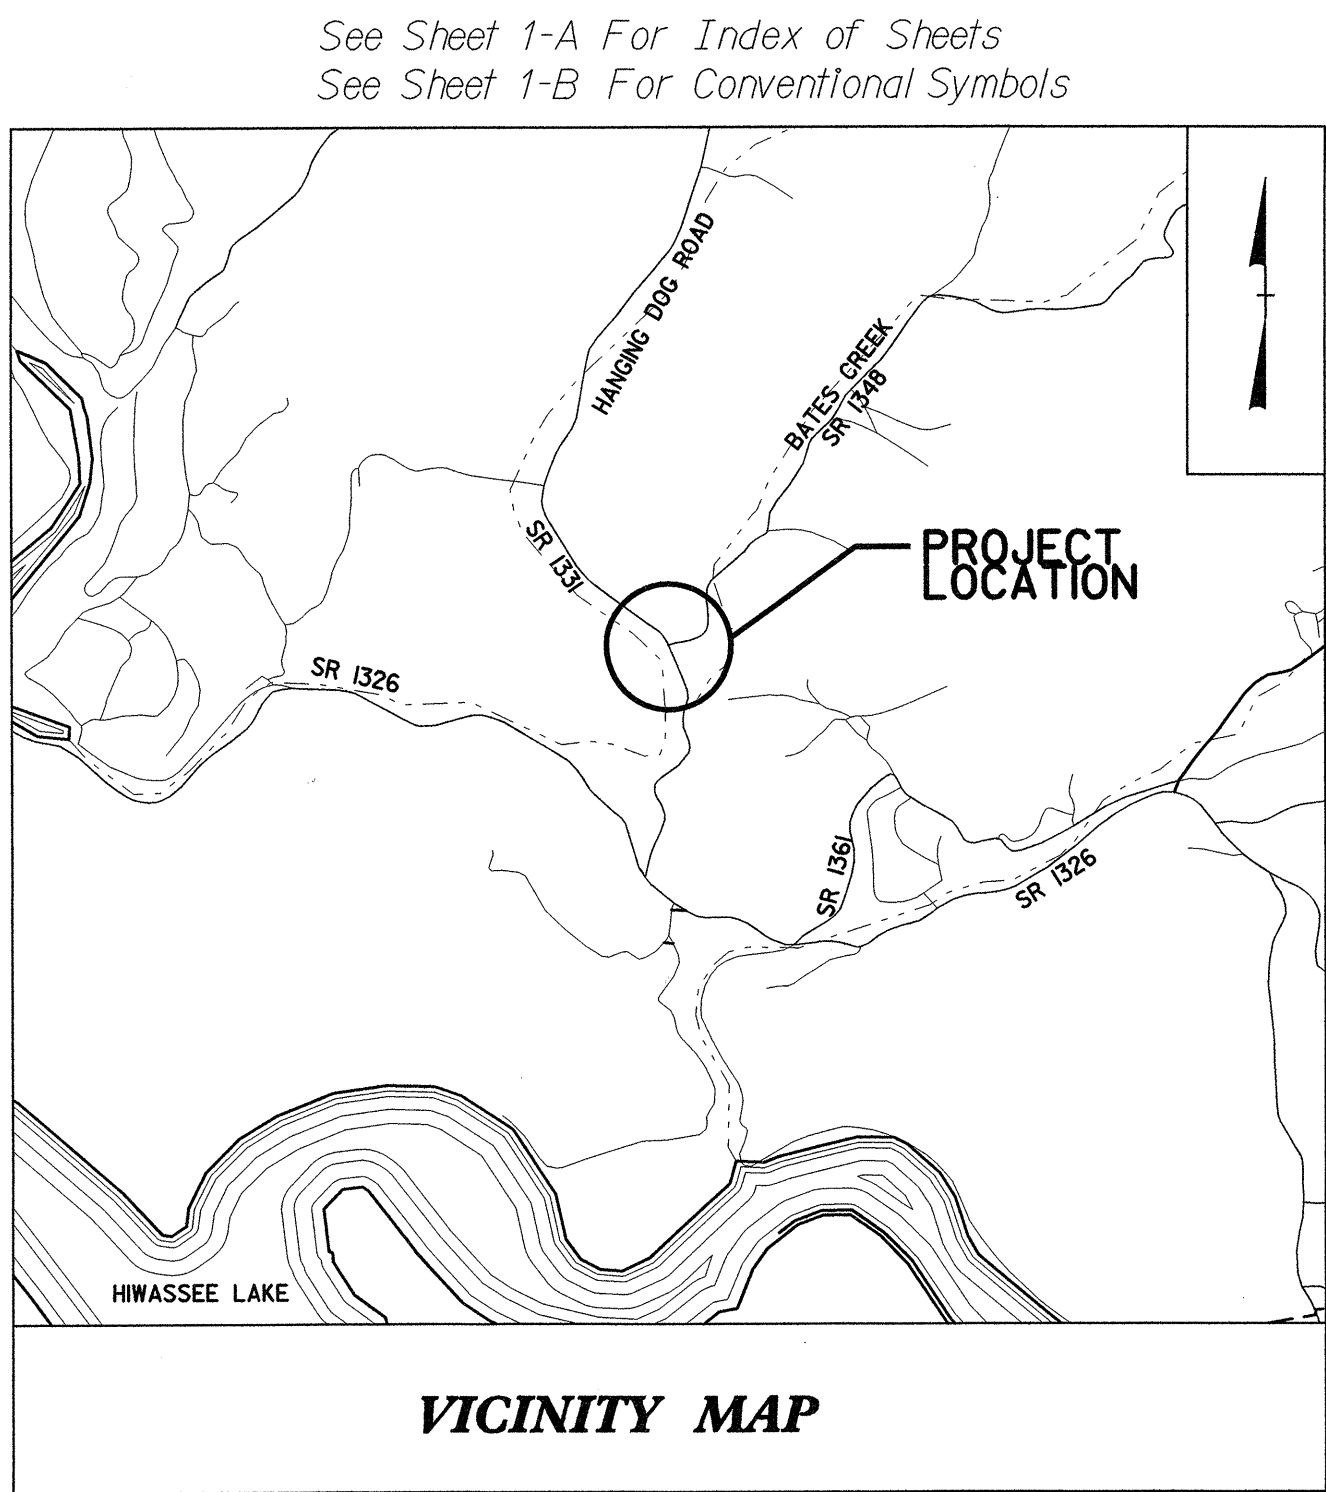 See Sheet 1-A For Index of Sheets
See Sheet 1-B For Conventional Symbols
HANGING DOG ROAD
BATES CREEK
SR 1348
SR 1331
PROJECT
LOCATION
SR 1326
SR 1361
SR 1326
HIWASSEE LAKE
VICINITY MAP